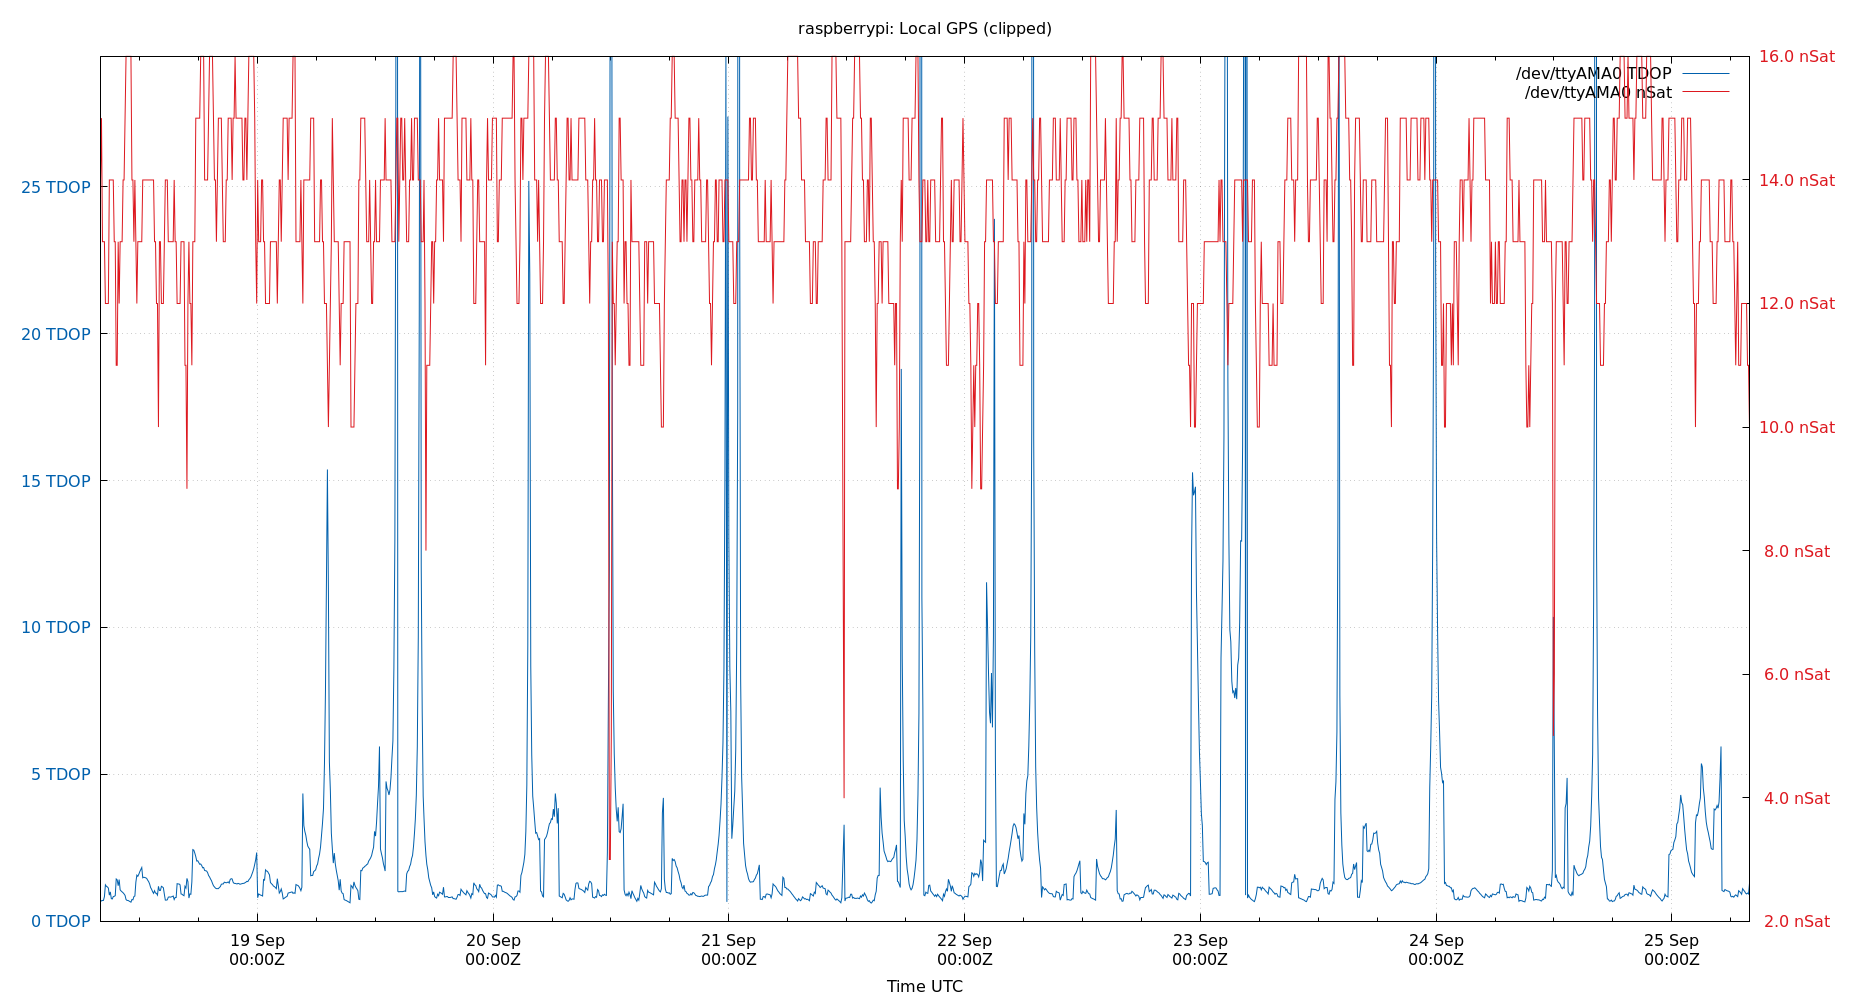 raspberrypi: Local GPS (clipped)
16.0 nSat
/dev/ttyAMA0 TDOP
/dev/ttyAMA0 nSat
25 TDOP
14.0 nSat
20 TDOP
12.0 nSat
15 TDOP
10.0 nSat
10 TDOP
8.0 nSat
6.0 nSat
5 TDOP
4.0 nSat
0 TDOP
2.0 nSat
19 Sep 20 Sep 21 Sep 22 Sep 23 Sep 24 Sep 25 Sep
00:00Z 00:00Z 00:00Z 00:00Z 00:00Z 00:00Z 00:00Z
Time UTC